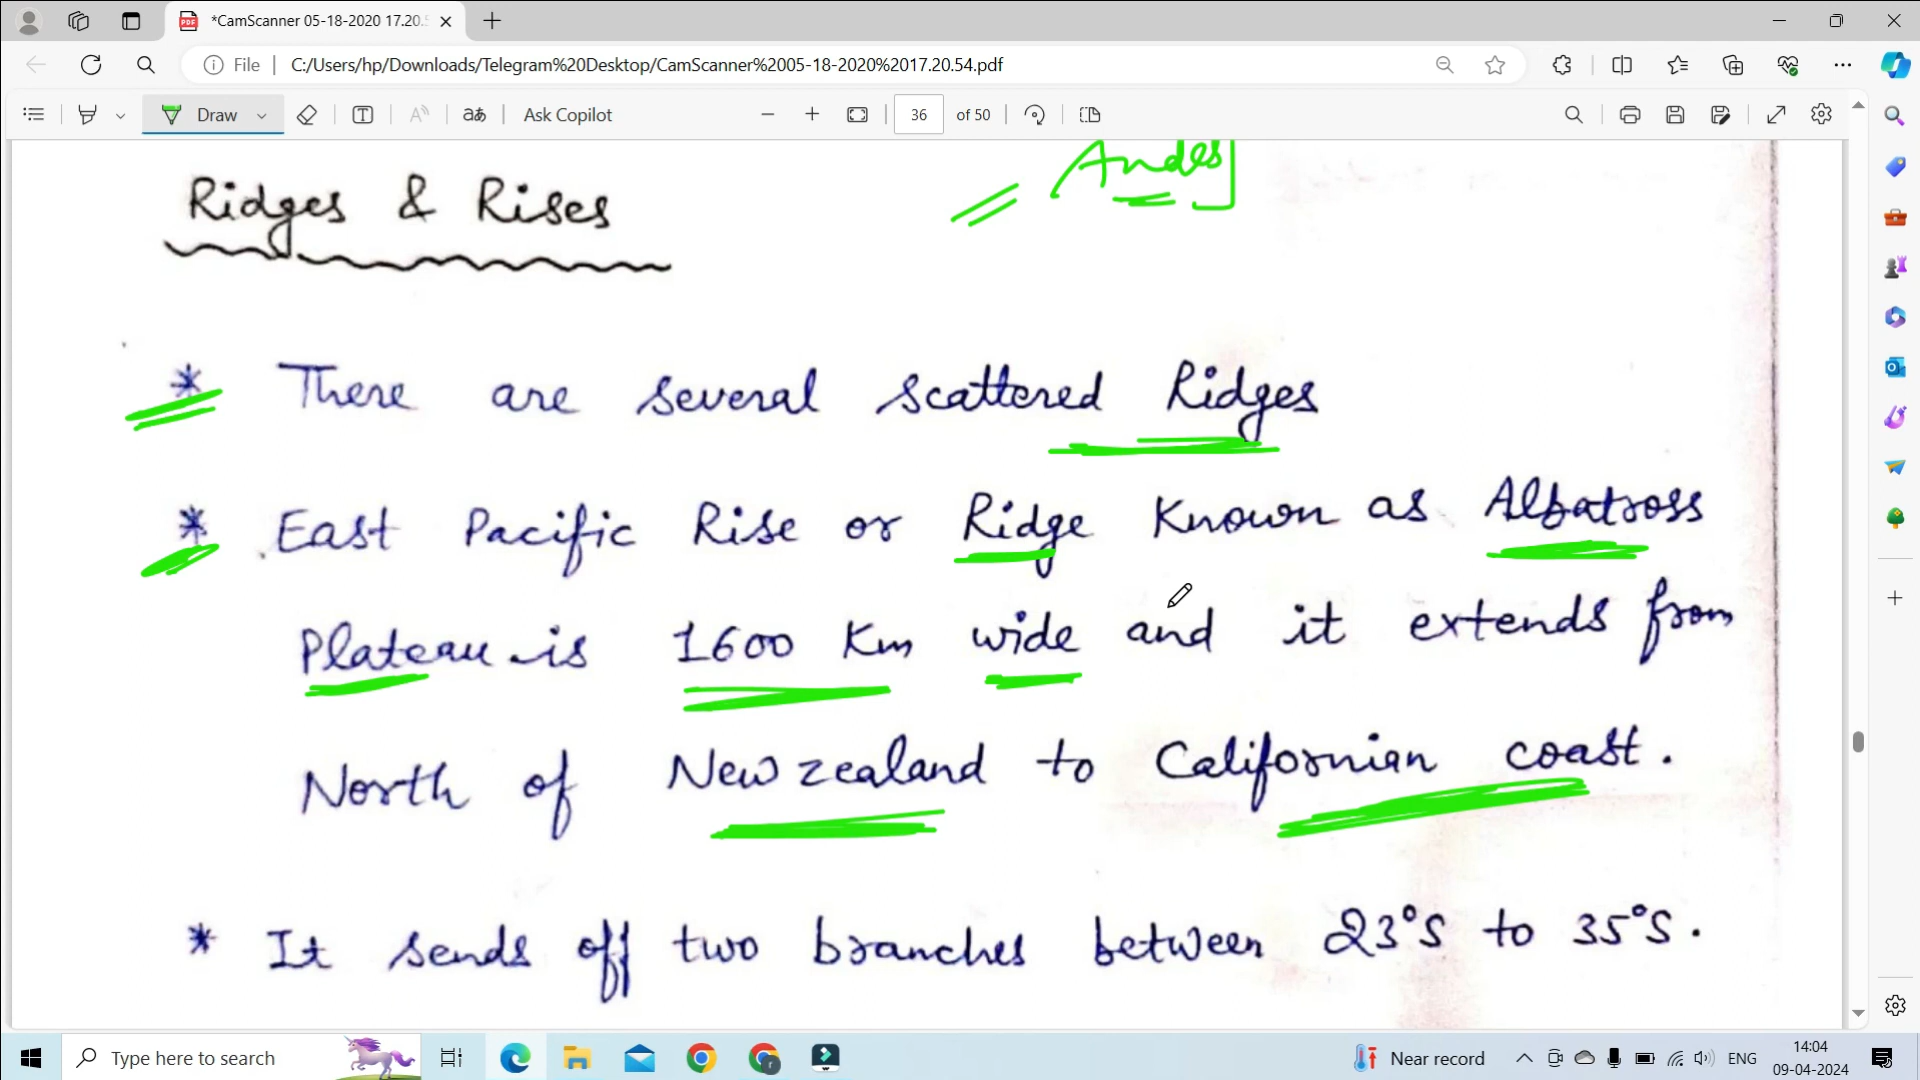 *CamScanner 05-18-2020 17.20.5
File
C:/Users/hp/Downloads/Telegram%20Desktop/CamScanner%2005-18-2020%2017.20.54.pdf
Draw
aあ
Ask Copilot
36 of 50
Andes
Ridges & Rises
* There are several scattered Ridges
* East Pacific Rise or Ridge Known as Albatross
Plateau is 1600 Km wide and it extends from
North of New zealand to Californian coast.
* It sends off two branches between 23°S to 35°S.
Type here to search
Near record
ENG
14:04
09-04-2024